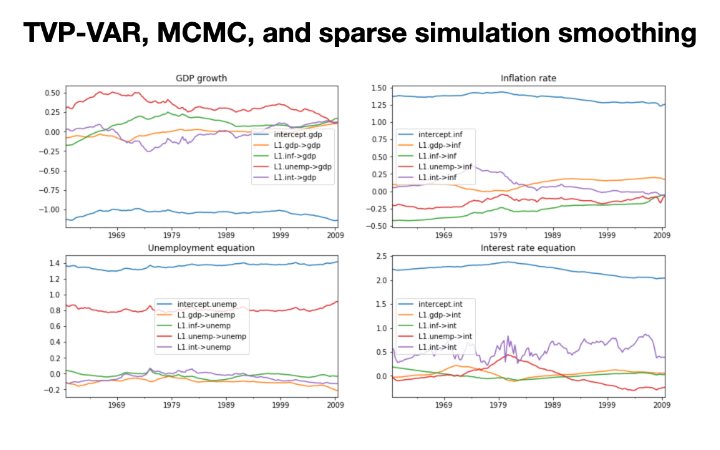 TVP-VAR, MCMC, and sparse simulation smoothing
GDP growth
0.50
0.25
0.00
−0.25
−0.50
−0.75
−1.00
intercept.gdp
L1.gdp->gdp
L1.inf->gdp
L1.unemp->gdp
L1.int->gdp
1969
1979
1989
1999
2009
Inflation rate
1.50
1.25
1.00
0.75
0.50
0.25
0.00
−0.25
−0.50
intercept.inf
L1.gdp->inf
L1.inf->inf
L1.unemp->inf
L1.int->inf
1969
1979
1989
1999
2009
Unemployment equation
1.4
1.2
1.0
0.8
0.6
0.4
0.2
0.0
−0.2
intercept.unemp
L1.gdp->unemp
L1.inf->unemp
L1.unemp->unemp
L1.int->unemp
1969
1979
1989
1999
2009
Interest rate equation
2.5
2.0
1.5
1.0
0.5
0.0
intercept.int
L1.gdp->int
L1.inf->int
L1.unemp->int
L1.int->int
1969
1979
1989
1999
2009